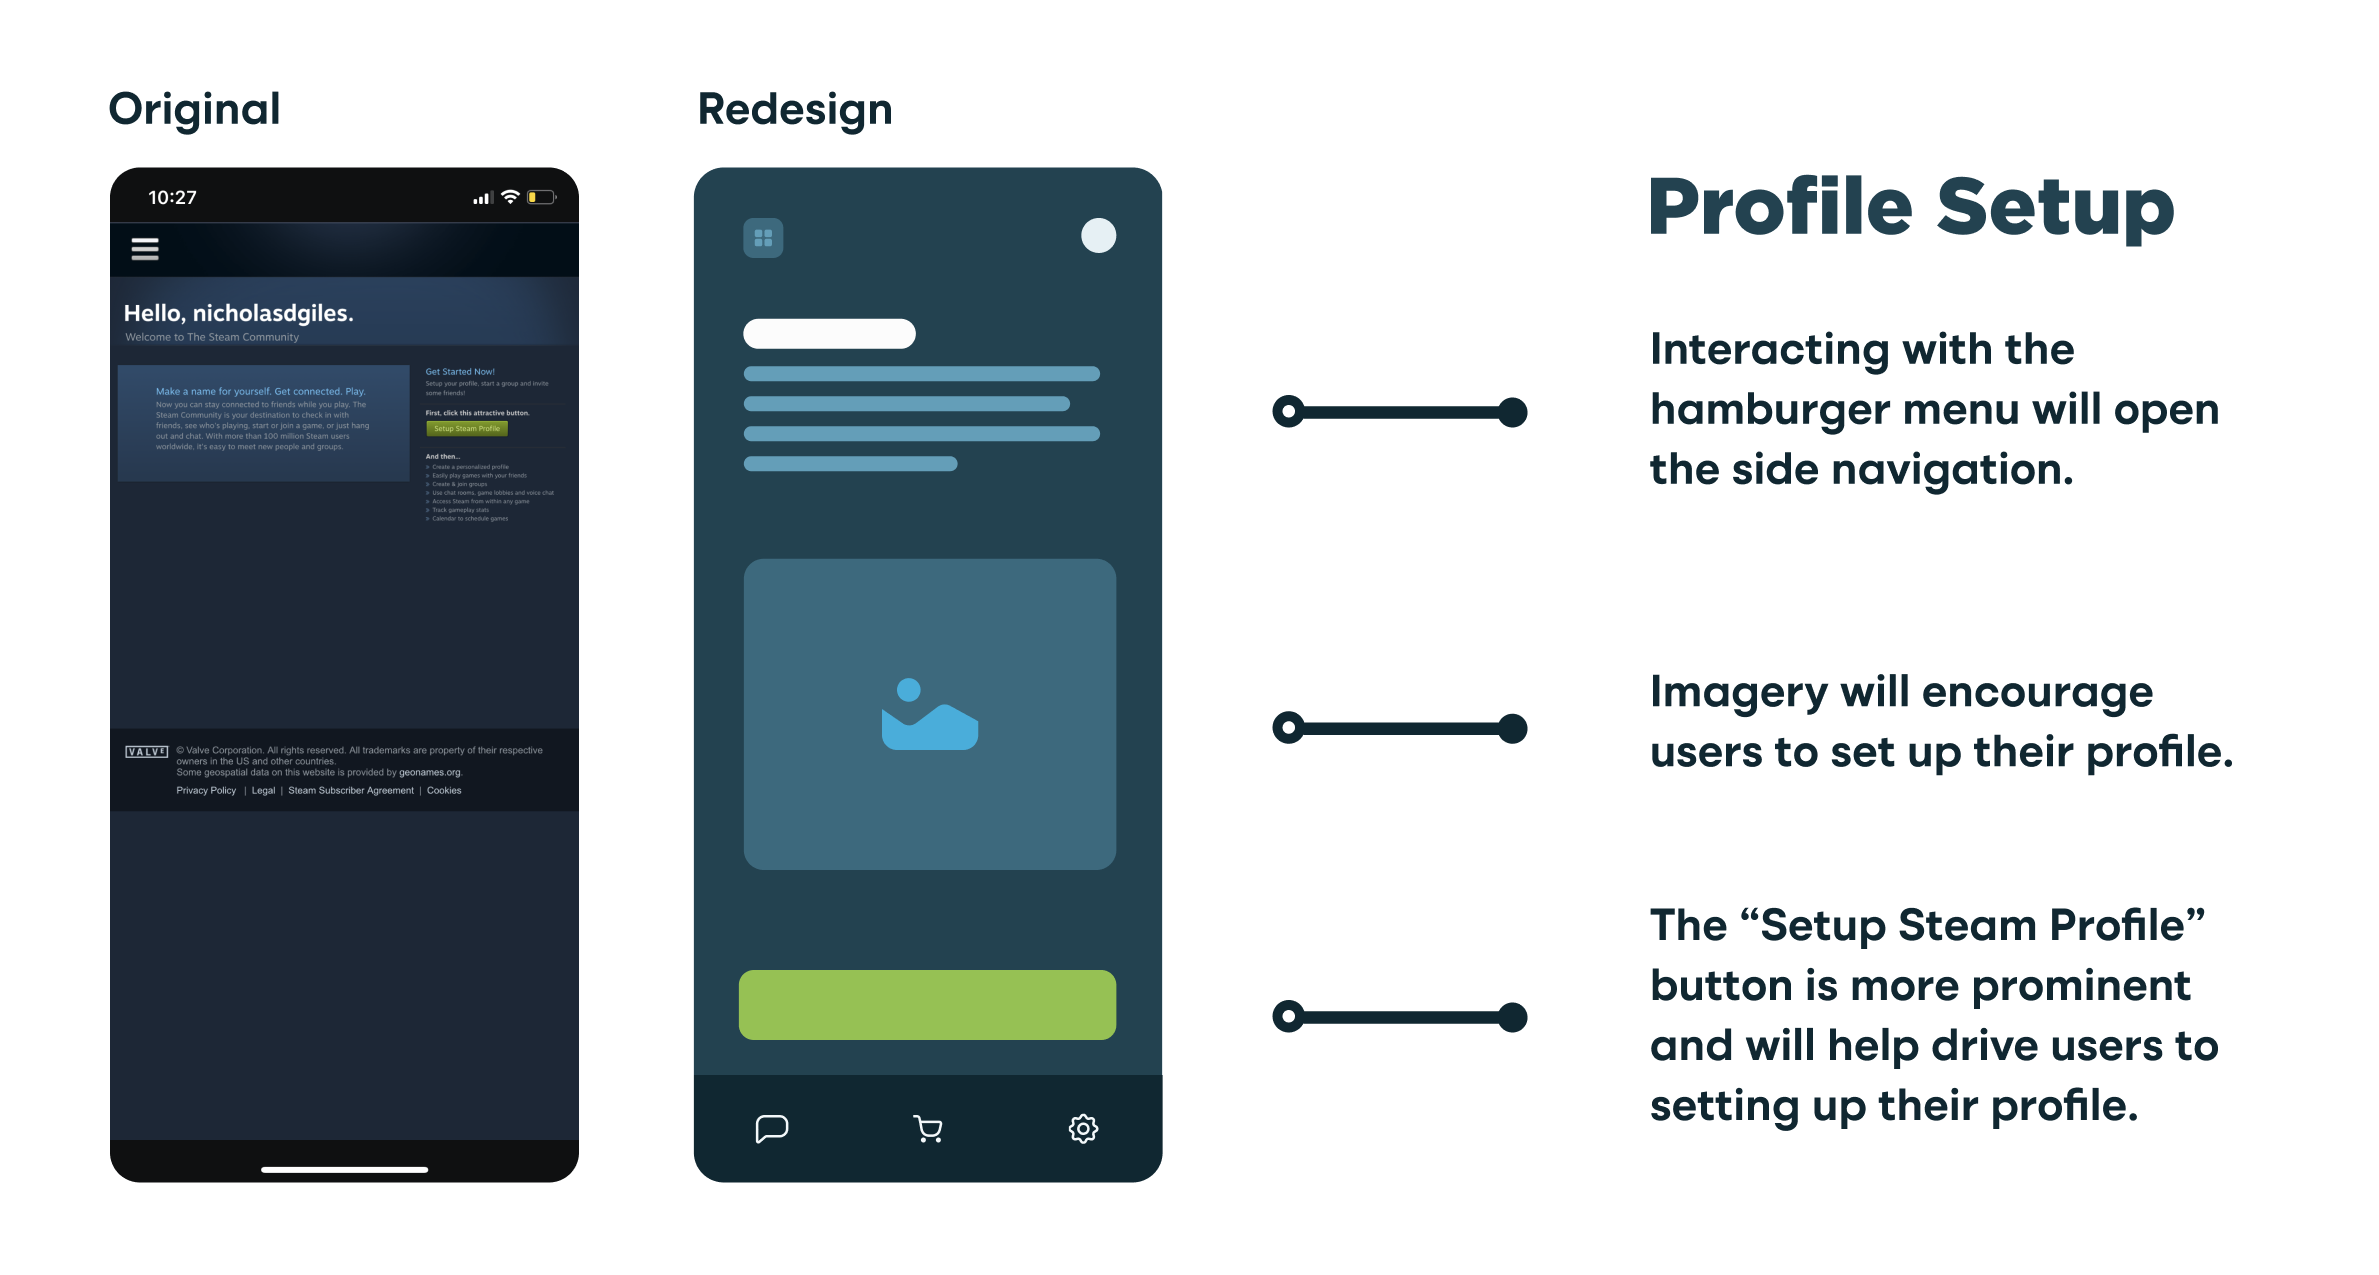 Original
10:27
Hello, nicholasdgiles.
Welcome to The Steam Community
Make a name for yourself. Get connected. Play.
Now you can stay connected to friends while you play. The
Steam Community is your destination to check in with
friends, see who's playing, start or join a game, or just hang
out and chat. With more than 100 million Steam users
worldwide, it's easy to meet new people and groups.
Get Started Now!
Setup your profile, start a group and invite
some friends!
First, click this attractive button.
Setup Steam Profile
And then...
» Create a personalized profile
» Easily play games with your friends
» Create & join groups
» Use chat rooms, game lobbies and voice chat
» Access Steam from within any game
» Track gameplay stats
» Calendar to schedule games
VALVE
© Valve Corporation. All rights reserved. All trademarks are property of their respective
owners in the US and other countries.
Some geospatial data on this website is provided by geonames.org.
Privacy Policy | Legal | Steam Subscriber Agreement | Cookies
Redesign
Profile Setup
Interacting with the
hamburger menu will open
the side navigation.
Imagery will encourage
users to set up their profile.
The “Setup Steam Profile”
button is more prominent
and will help drive users to
setting up their profile.